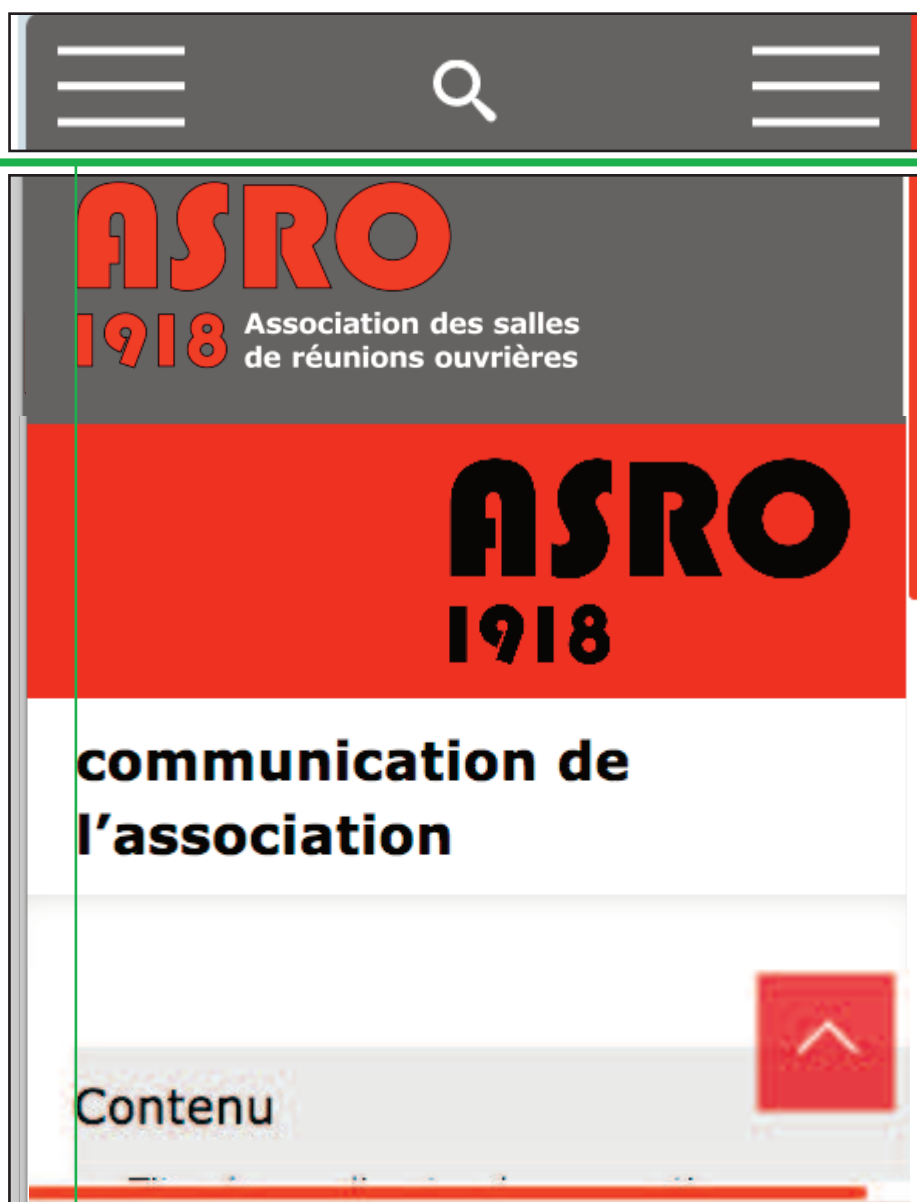 ASRO
1918 Association des salles
de réunions ouvrières
ASRO
1918
communication de
l’association
Contenu